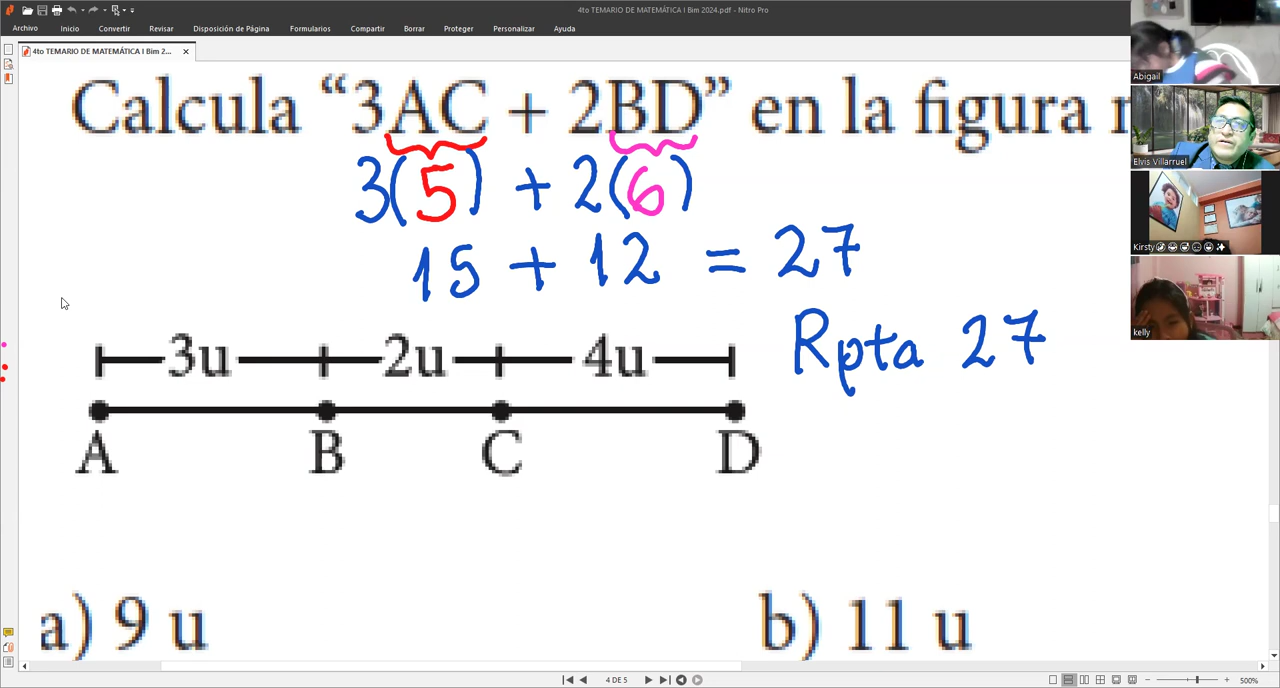 4to TEMARIO DE MATEMÁTICA I Bim 2024.pdf - Nitro Pro
Archivo Inicio Convertir Revisar Disposición de Página Formularios Compartir Borrar Proteger Personalizar Ayuda
4to TEMARIO DE MATEMÁTICA I Bim 2... ×
Calcula “3AC + 2BD” en la figura
3(5) + 2(6)
15 + 12 = 27
Rpta 27
3u 2u 4u
A B C D
a) 9 u
b) 11 u
Abigail
Elvis Villarruel
Kirsty
kelly
4 DE 5
500%